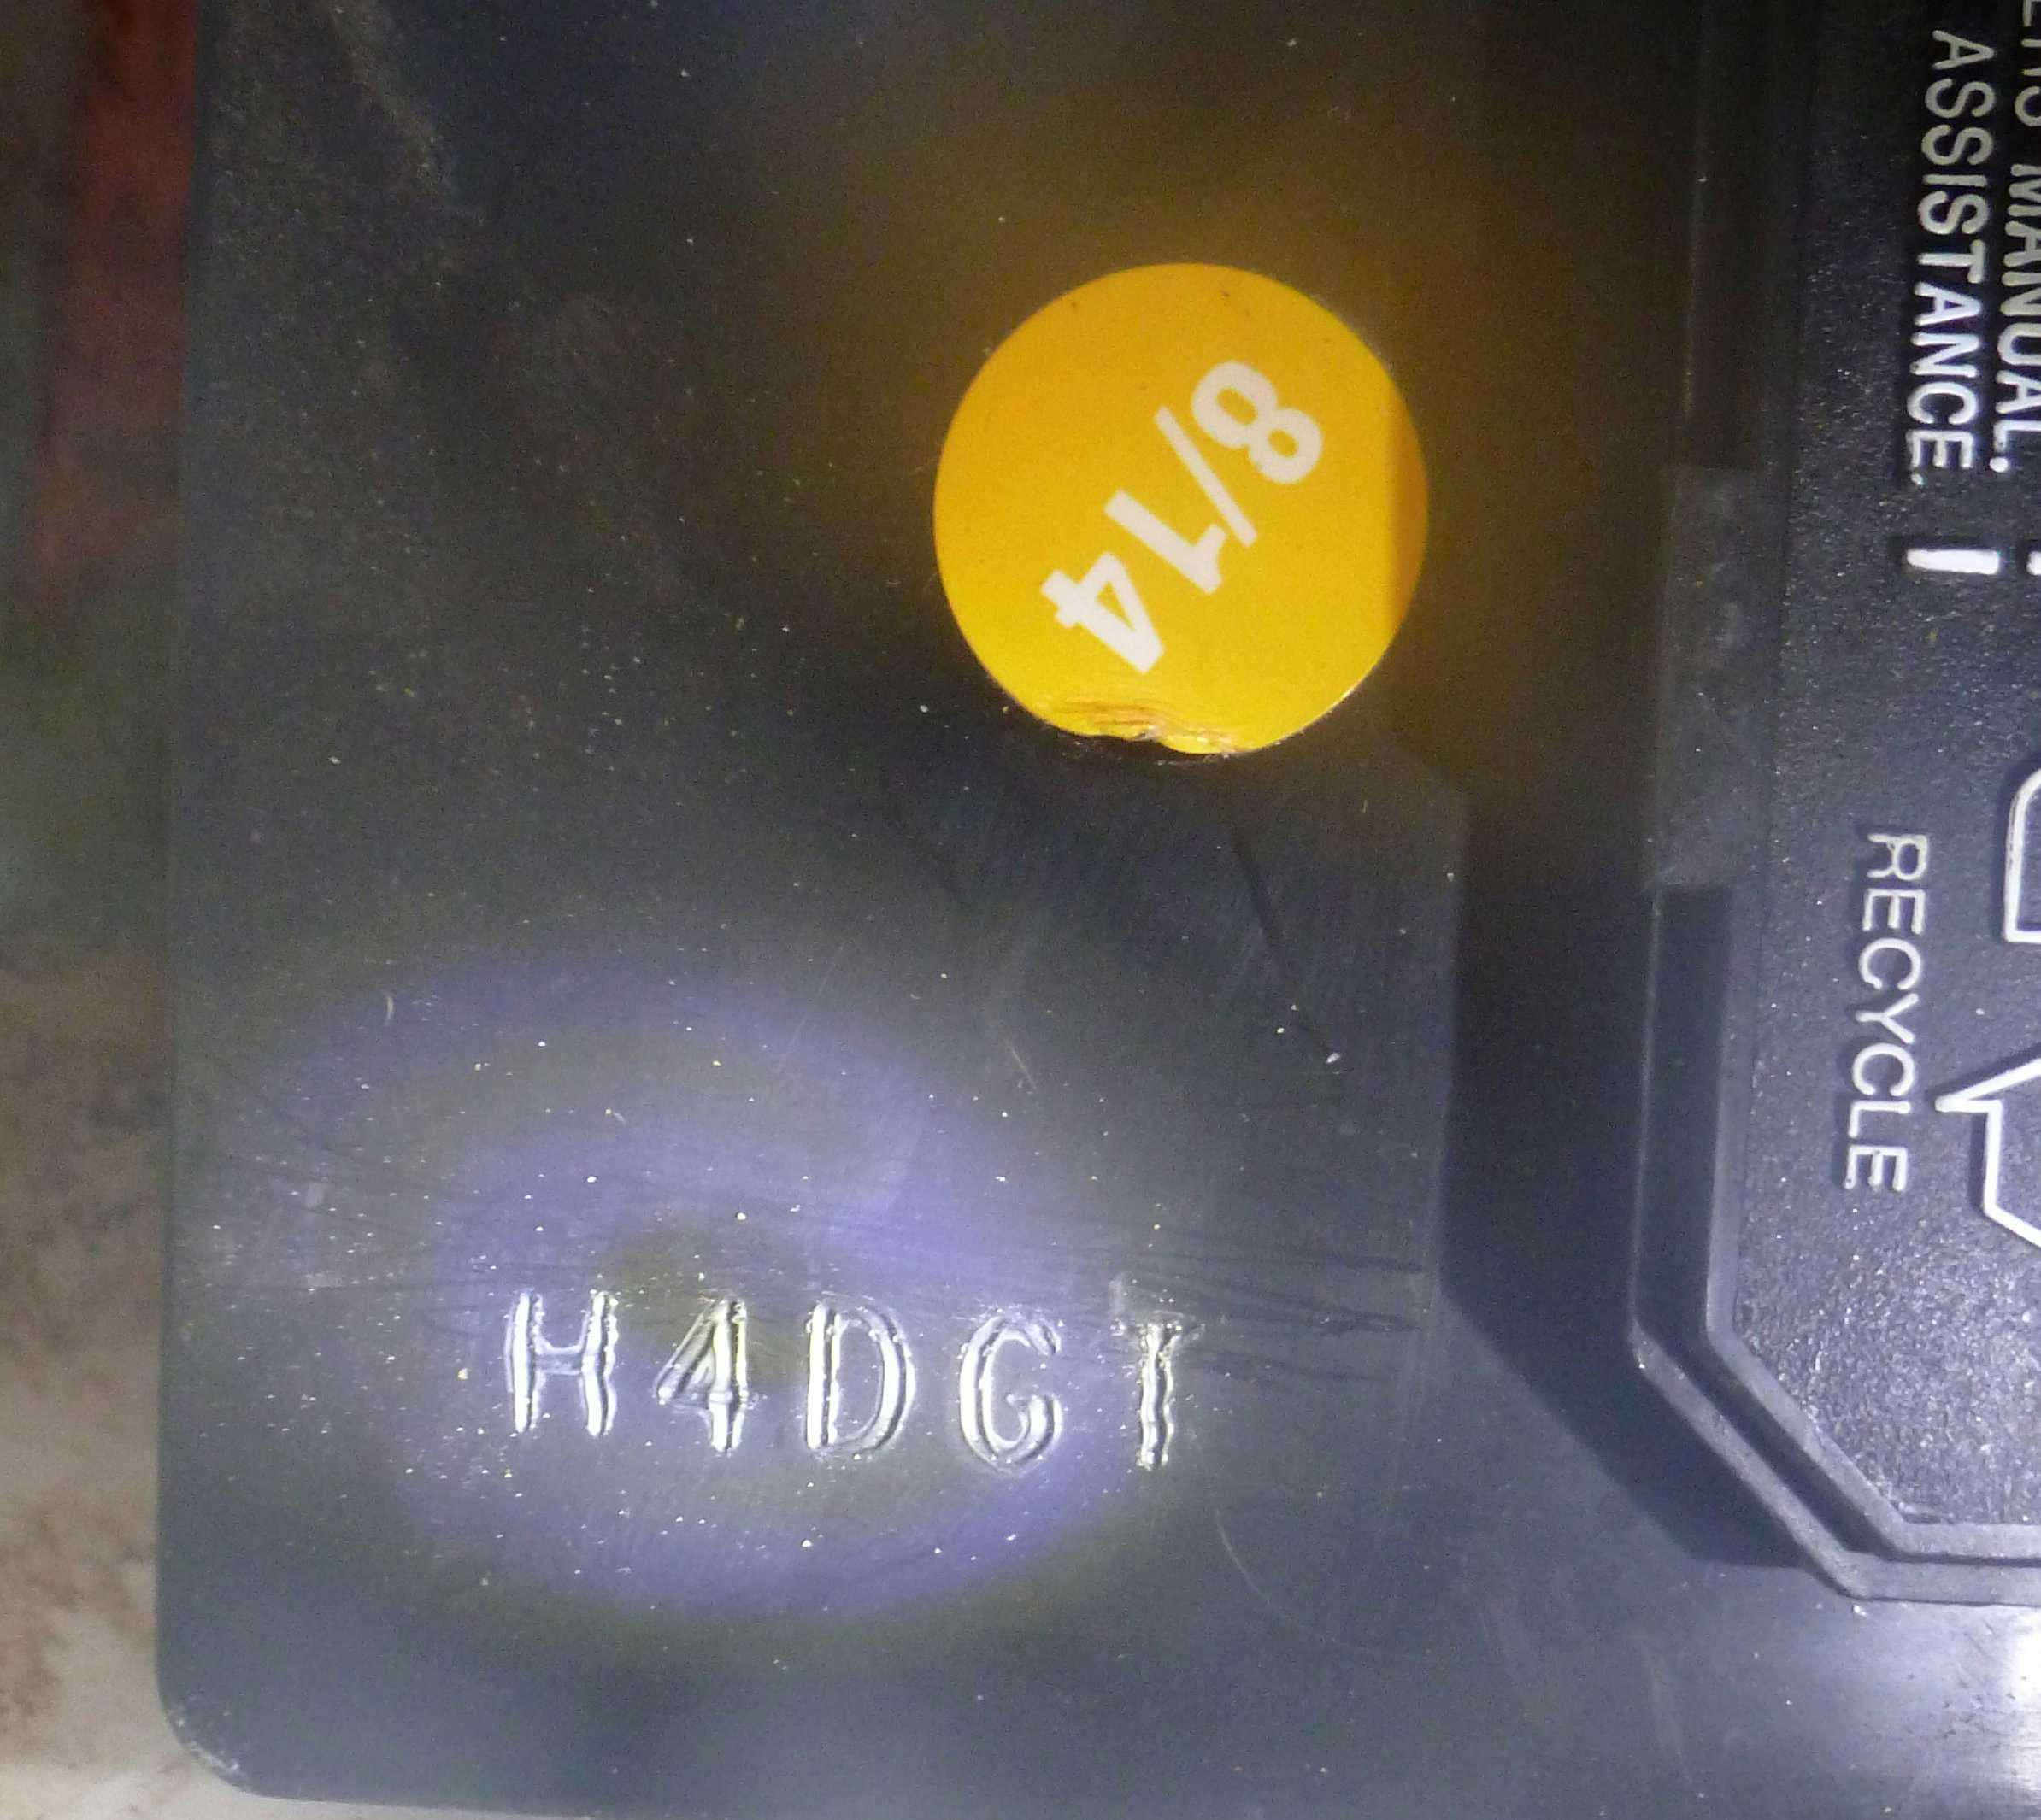 8/14
H4DGT
MANUAL.
ASSISTANCE.
RECYCLE